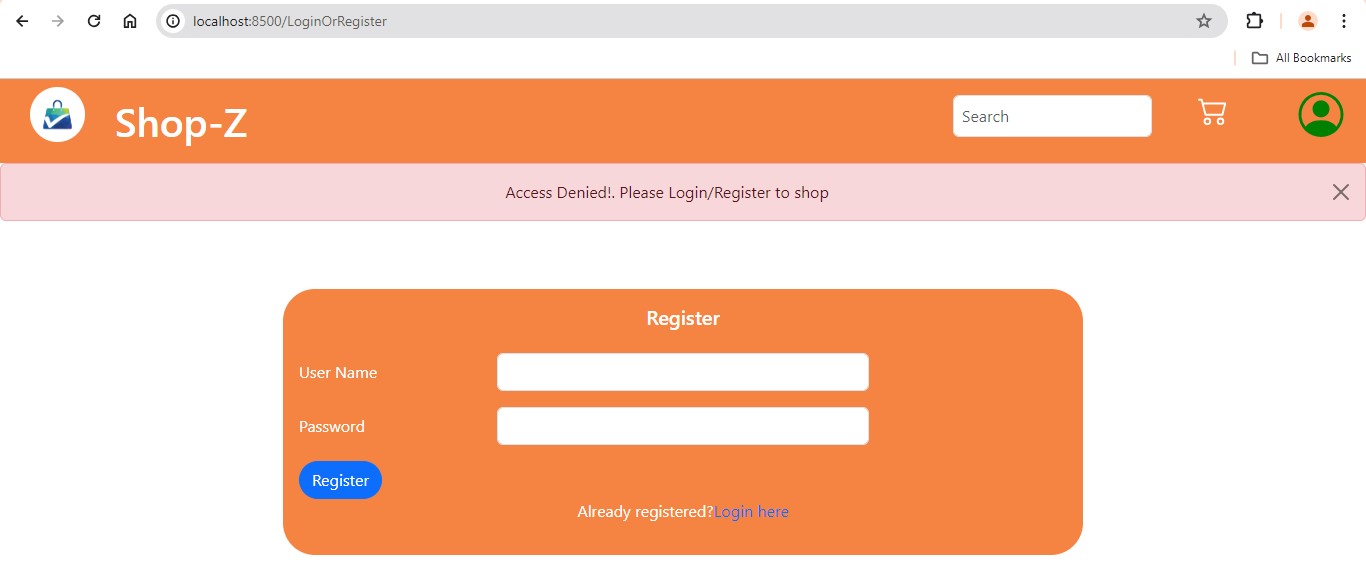 localhost:8500/LoginOrRegister
All Bookmarks
Shop-Z
Search
Access Denied!. Please Login/Register to shop
Register
User Name
Password
Register
Already registered?Login here